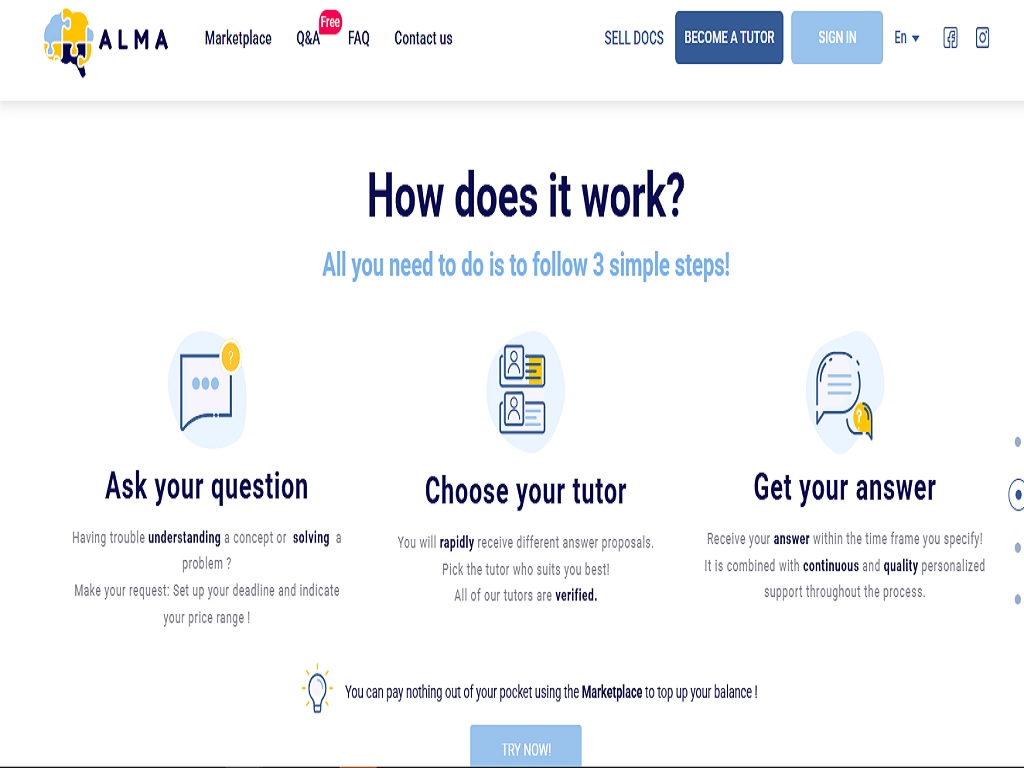 ALMA
Marketplace Q&A Free FAQ Contact us SELL DOCS BECOME A TUTOR SIGN IN En
How does it work?
All you need to do is to follow 3 simple steps!
?
?
Ask your question
Having trouble understanding a concept or solving a
problem ?
Make your request: Set up your deadline and indicate
your price range !
Choose your tutor
You will rapidly receive different answer proposals.
Pick the tutor who suits you best!
All of our tutors are verified.
Get your answer
Receive your answer within the time frame you specify!
It is combined with continuous and quality personalized
support throughout the process.
You can pay nothing out of your pocket using the Marketplace to top up your balance !
TRY NOW!